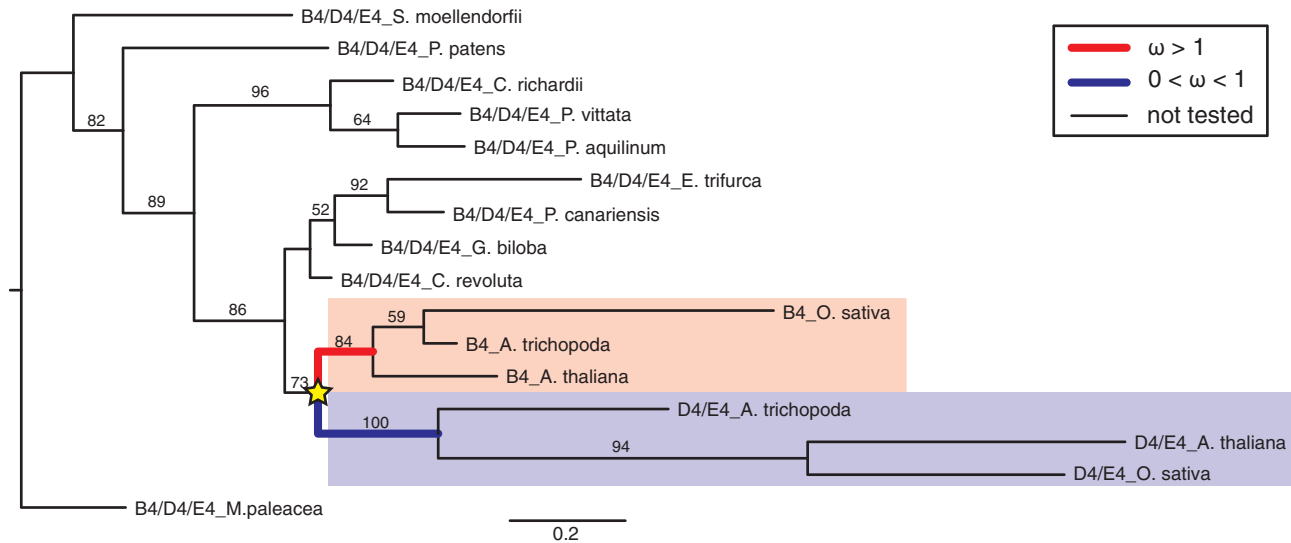 B4/D4/E4_S. moellendorfii
ω > 1
B4/D4/E4_P. patens
0 < ω < 1
B4/D4/E4_C. richardii
96
B4/D4/E4_P. vittata
not tested
82
64
B4/D4/E4_P. aquilinum
B4/D4/E4_E. trifurca
92
89
52
B4/D4/E4_P. canariensis
B4/D4/E4_G. biloba
B4/D4/E4_C. revoluta
86
B4_O. sativa
59
84
B4_A. trichopoda
B4_A. thaliana
73
D4/E4_A. trichopoda
100
D4/E4_A. thaliana
94
D4/E4_O. sativa
B4/D4/E4_M.paleacea
0.2